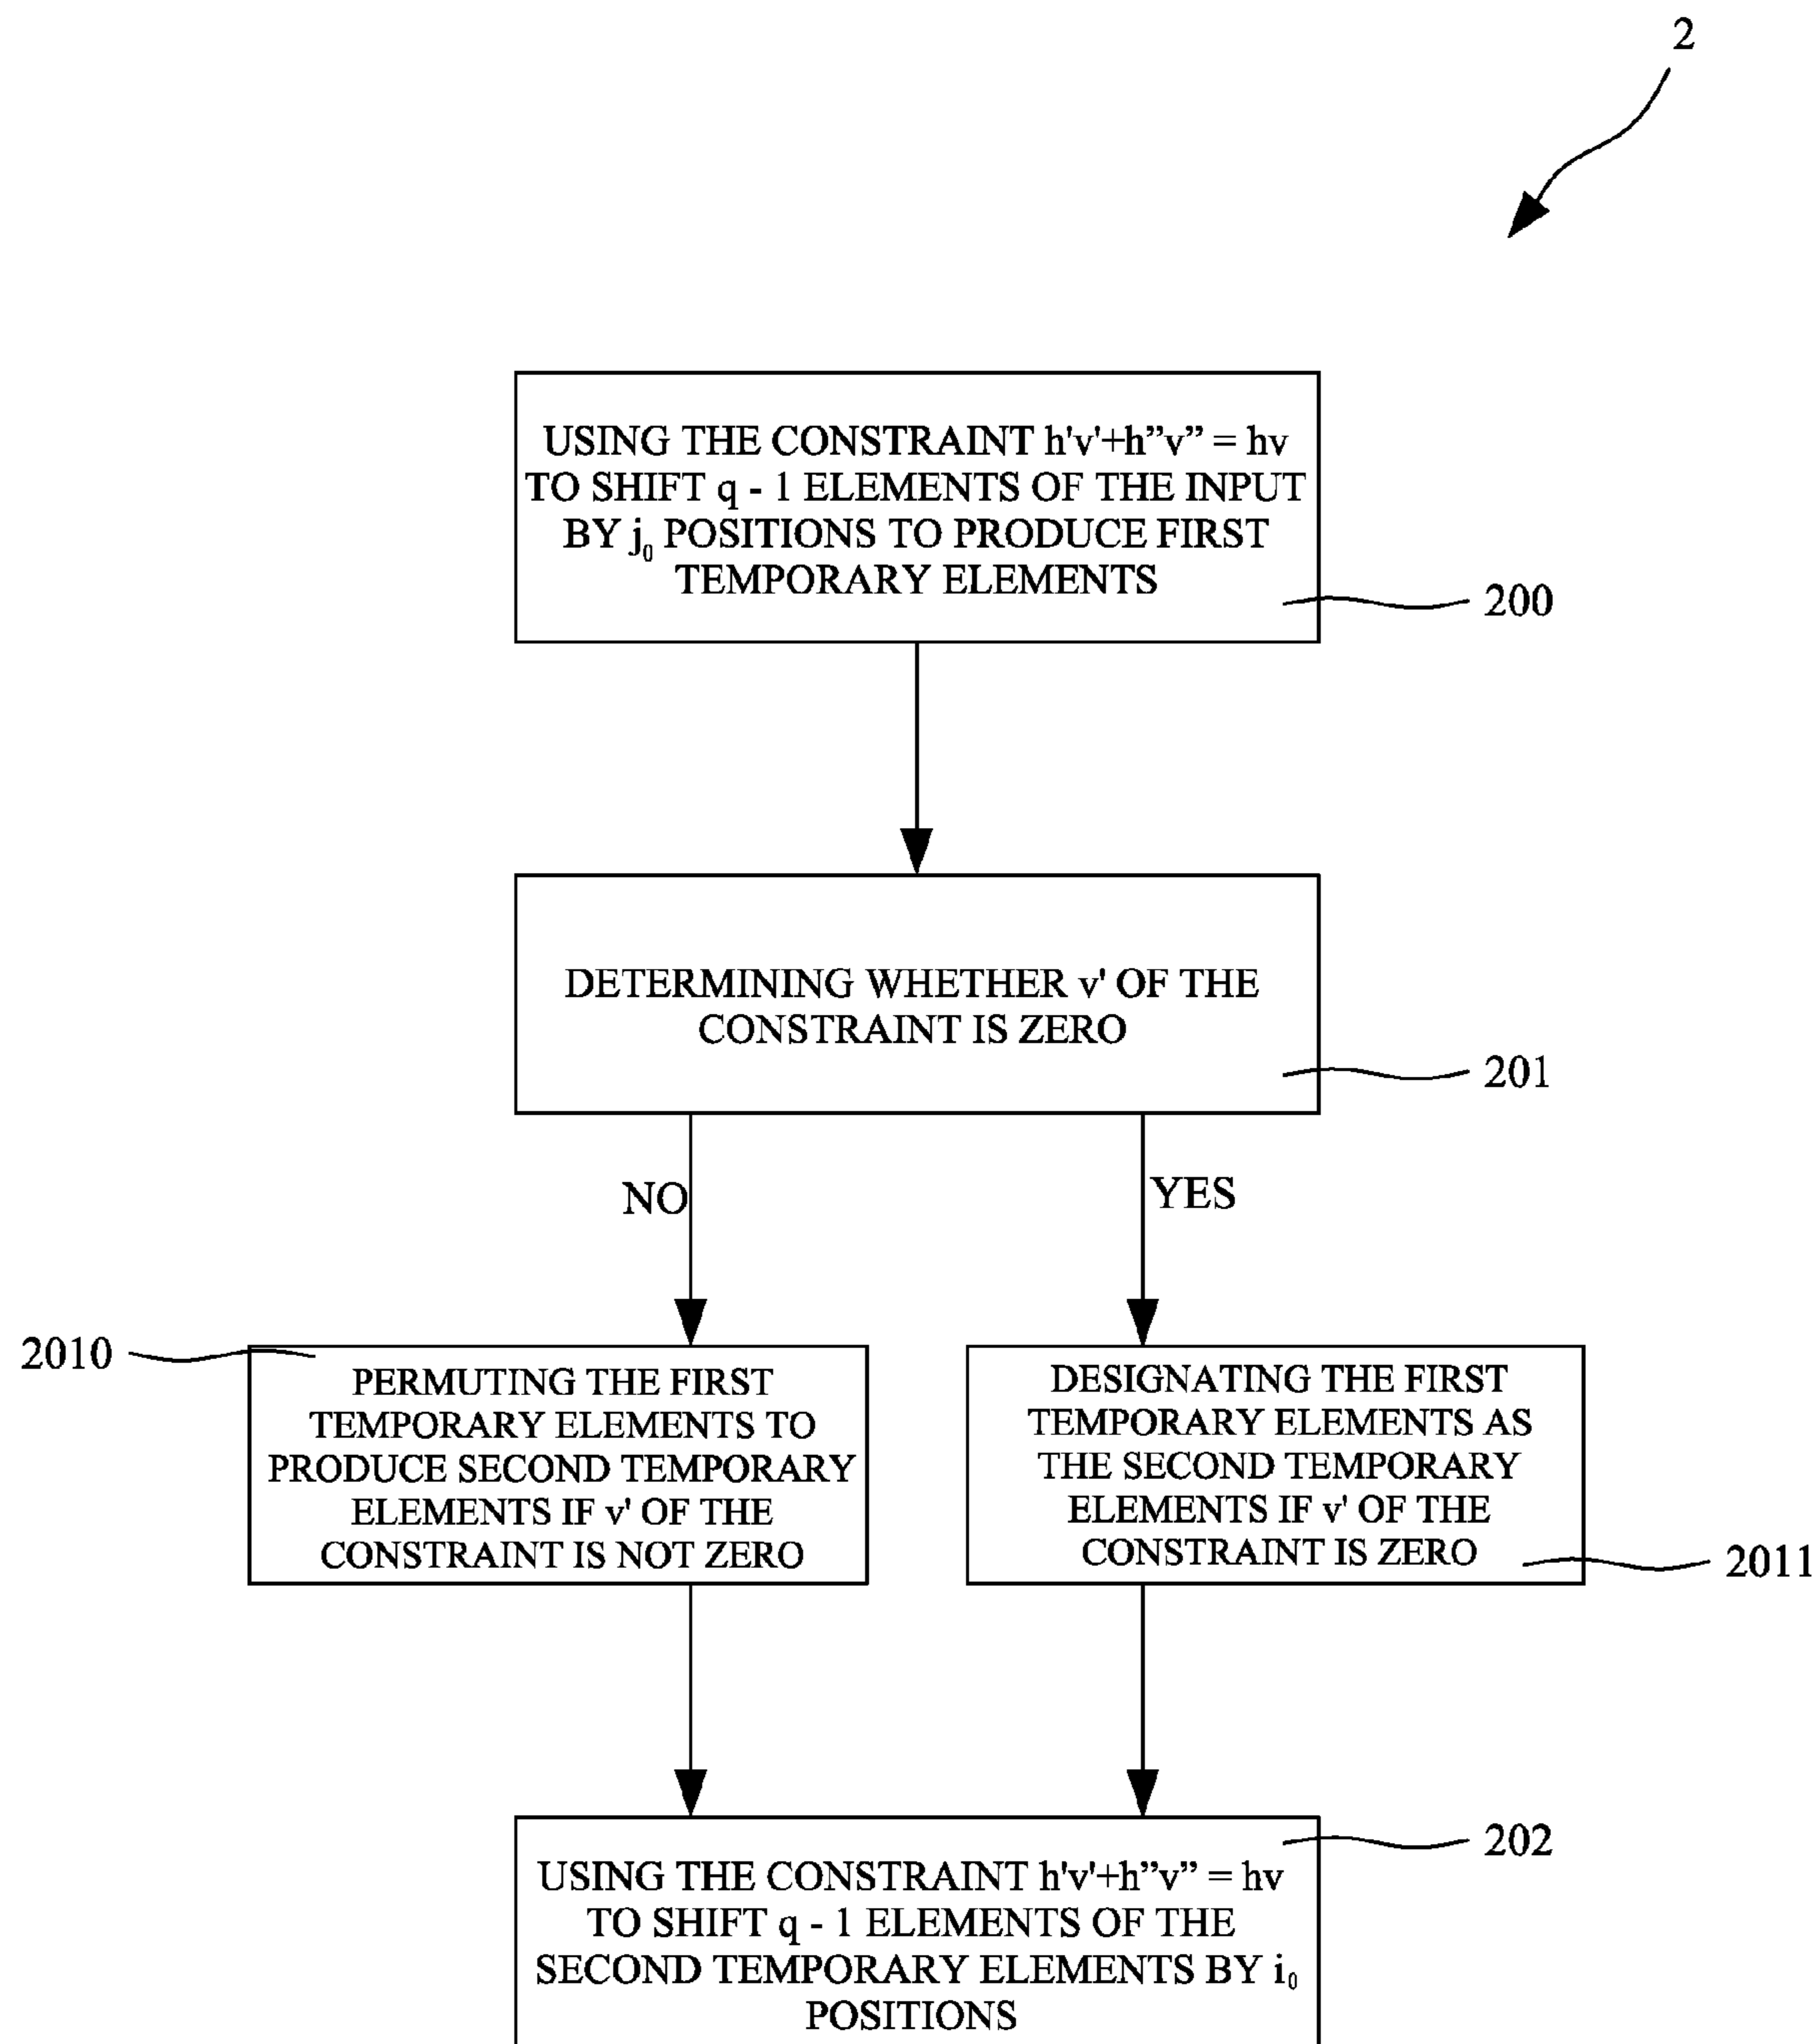 2
USING THE CONSTRAINT h'v'+h”v” = hv
TO SHIFT q - 1 ELEMENTS OF THE INPUT
BY j₀ POSITIONS TO PRODUCE FIRST
TEMPORARY ELEMENTS
200
DETERMINING WHETHER v' OF THE
CONSTRAINT IS ZERO
201
NO
YES
2010
PERMUTING THE FIRST
TEMPORARY ELEMENTS TO
PRODUCE SECOND TEMPORARY
ELEMENTS IF v' OF THE
CONSTRAINT IS NOT ZERO
DESIGNATING THE FIRST
TEMPORARY ELEMENTS AS
THE SECOND TEMPORARY
ELEMENTS IF v' OF THE
CONSTRAINT IS ZERO
2011
202
USING THE CONSTRAINT h'v'+h”v” = hv
TO SHIFT q - 1 ELEMENTS OF THE
SECOND TEMPORARY ELEMENTS BY i₀
POSITIONS